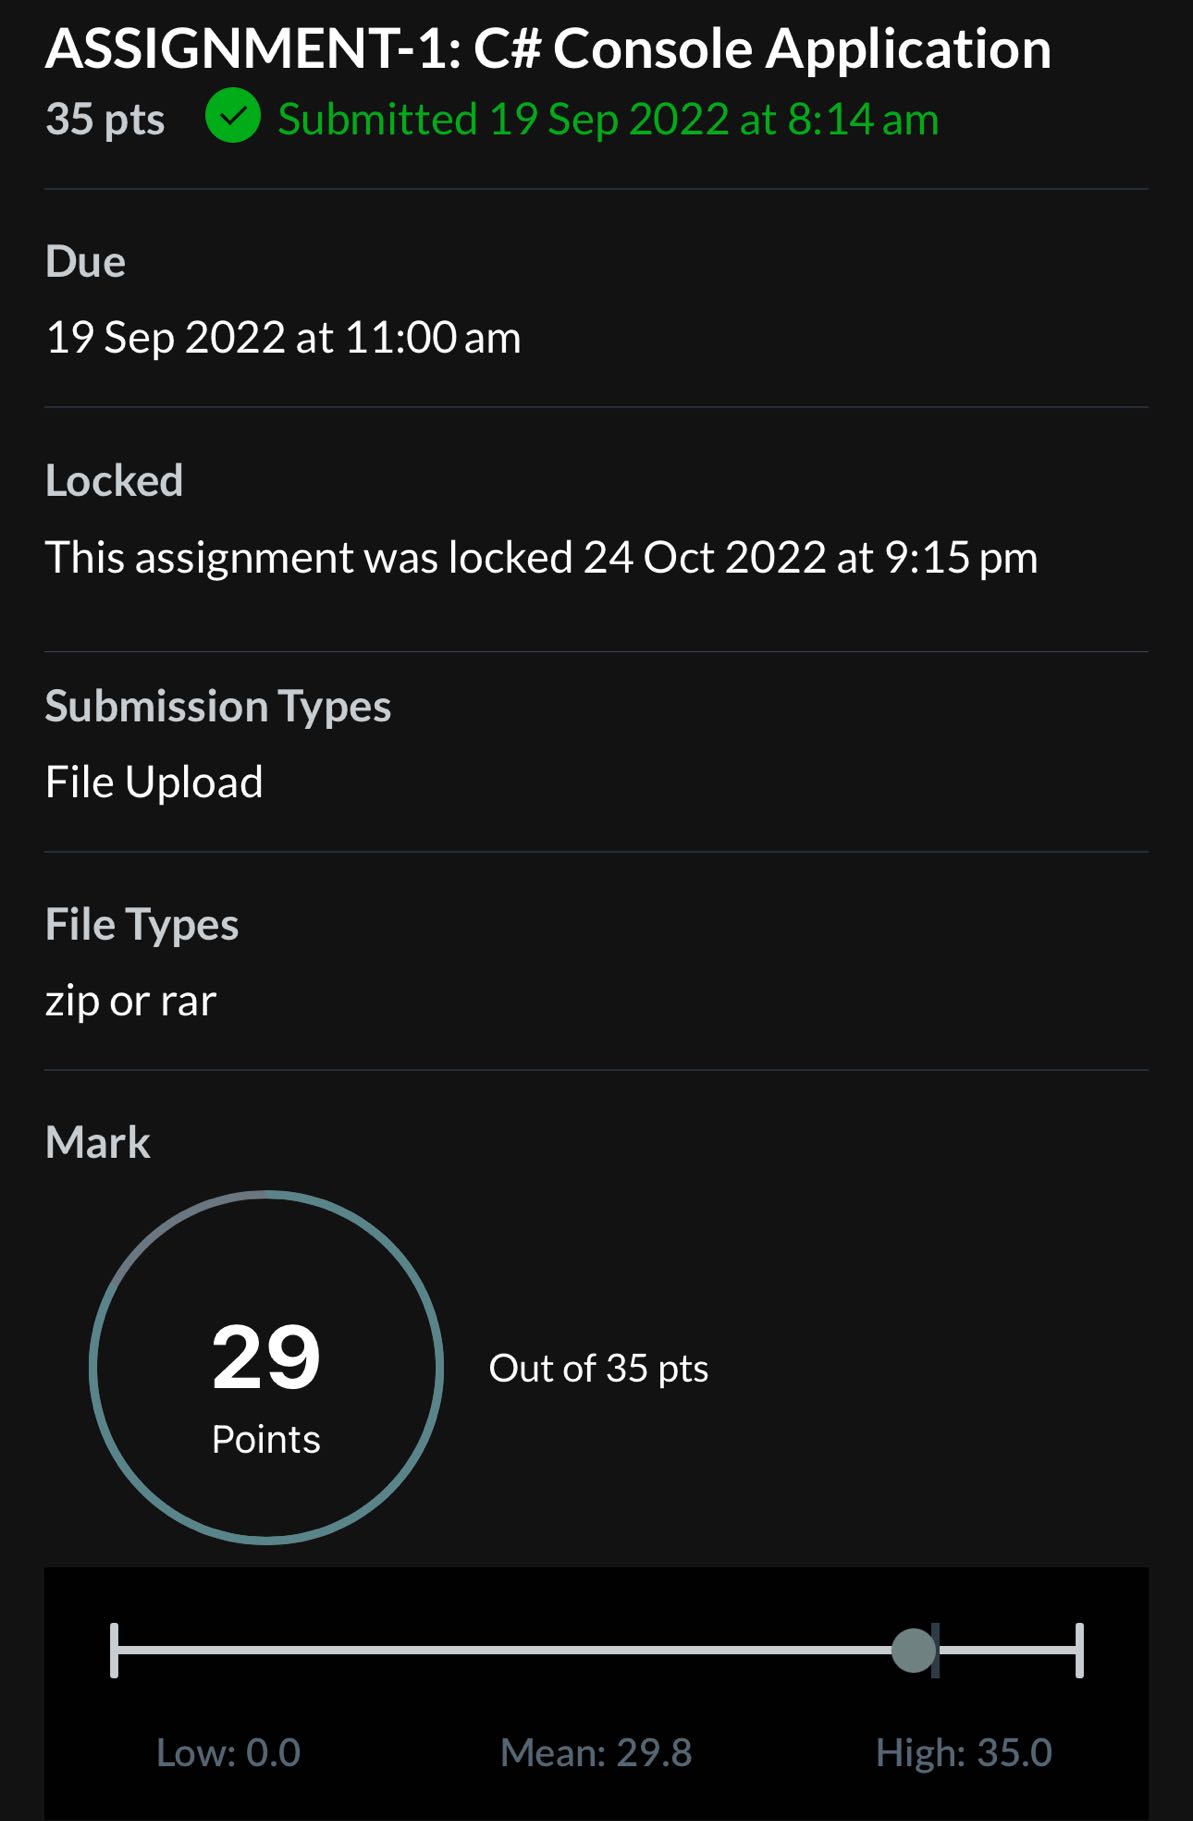 ASSIGNMENT-1: C# Console Application
35 pts Submitted 19 Sep 2022 at 8:14 am
Due
19 Sep 2022 at 11:00 am
Locked
This assignment was locked 24 Oct 2022 at 9:15 pm
Submission Types
File Upload
File Types
zip or rar
Mark
29
Points
Out of 35 pts
Low: 0.0 Mean: 29.8 High: 35.0